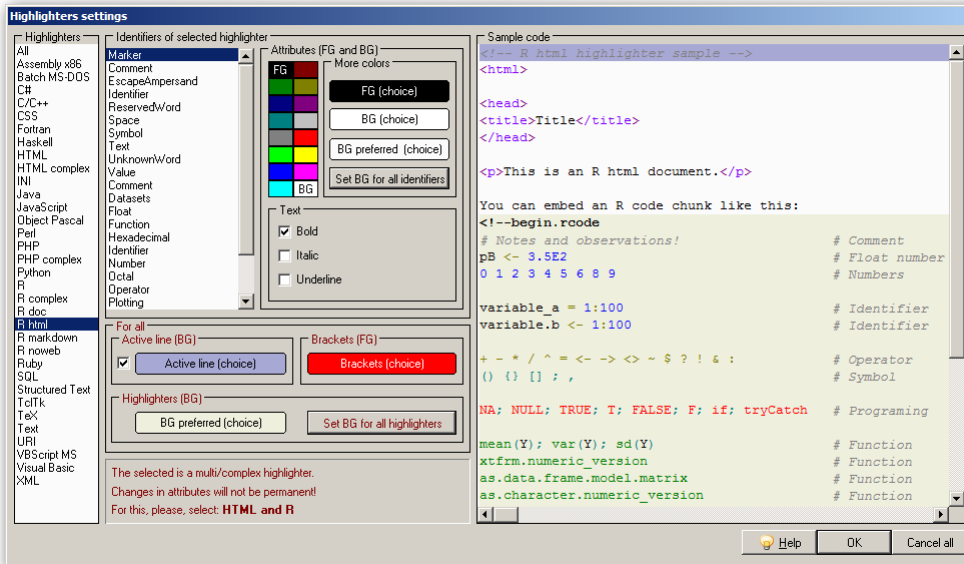 Highlighters settings
Highlighters
All
Assembly x86
Batch MS-DOS
C#
C/C++
CSS
Fortran
Haskell
HTML
HTML complex
INI
Java
JavaScript
Object Pascal
Perl
PHP
PHP complex
Python
R
R complex
R doc
R html
R markdown
R noweb
Ruby
SQL
Structured Text
TclTk
TeX
Text
URI
VBScript MS
Visual Basic
XML
Identifiers of selected highlighter
Marker
Comment
EscapeAmpersand
Identifier
ReservedWord
Space
Symbol
Text
UnknownWord
Value
Comment
Datasets
Float
Function
Hexadecimal
Identifier
Number
Octal
Operator
Plotting
Attributes (FG and BG)
FG
BG
More colors
FG (choice)
BG (choice)
BG preferred (choice)
Set BG for all identifiers
Text
Bold
Italic
Underline
For all
Active line (BG)
Active line (choice)
Brackets (FG)
Brackets (choice)
Highlighters (BG)
BG preferred (choice)
Set BG for all highlighters
The selected is a multi/complex highlighter.
Changes in attributes will not be permanent!
For this, please, select: HTML and R
Sample code
<!-- R html highlighter sample -->
<html>
<head>
<title>Title</title>
</head>
<p>This is an R html document.</p>
You can embed an R code chunk like this:
<!--begin.rcode
# Notes and observations! # Comment
pB <- 3.5E2 # Float number
0 1 2 3 4 5 6 8 9 # Numbers
variable_a = 1:100 # Identifier
variable.b <- 1:100 # Identifier
+ - * / ^ = <- -> <> ~ $ ? ! & : # Operator
() {} [] ; , # Symbol
NA; NULL; TRUE; T; FALSE; F; if; tryCatch # Programing
mean(Y); var(Y); sd(Y) # Function
xtfrm.numeric_version # Function
as.data.frame.model.matrix # Function
as.character.numeric_version # Function
Help
OK
Cancel all